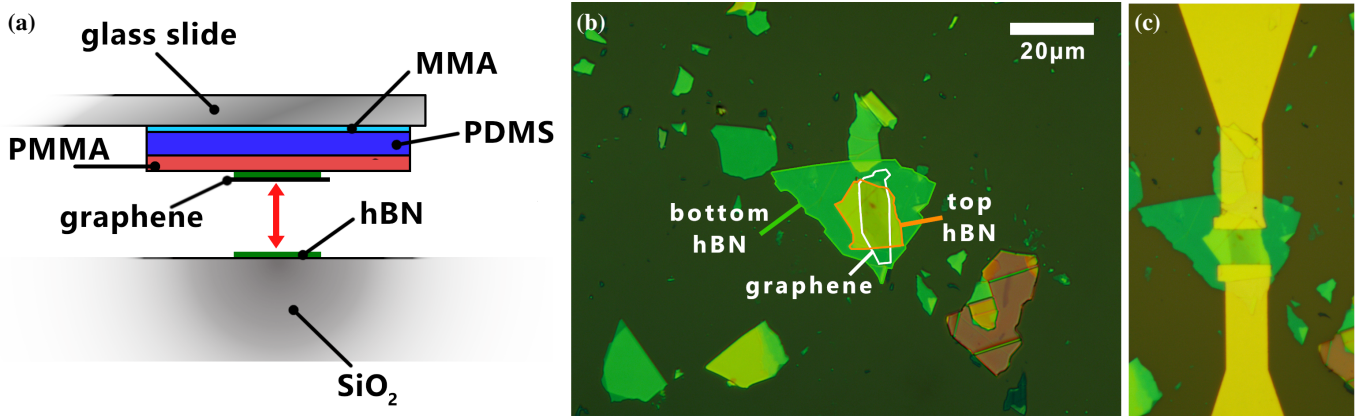 (a)
glass slide
MMA
PDMS
PMMA
graphene
hBN
SiO₂
(b)
20μm
bottom
hBN
top
hBN
graphene
(c)